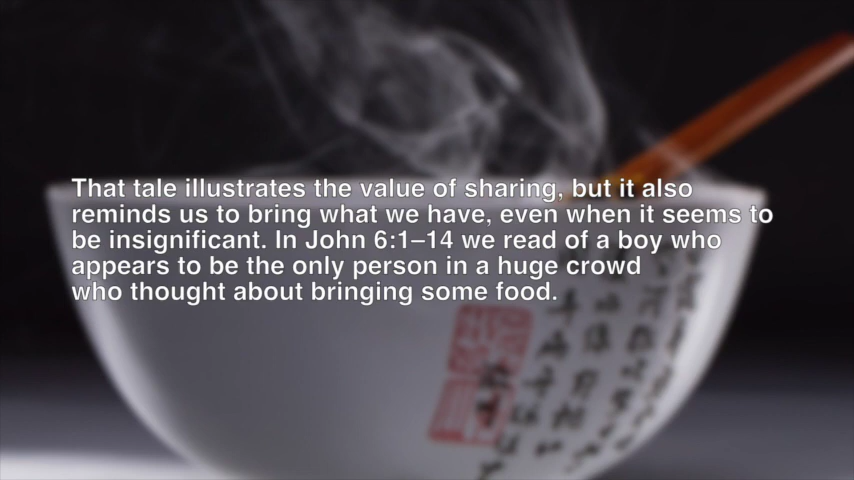 That tale illustrates the value of sharing, but it also
reminds us to bring what we have, even when it seems to
be insignificant. In John 6:1–14 we read of a boy who
appears to be the only person in a huge crowd
who thought about bringing some food.